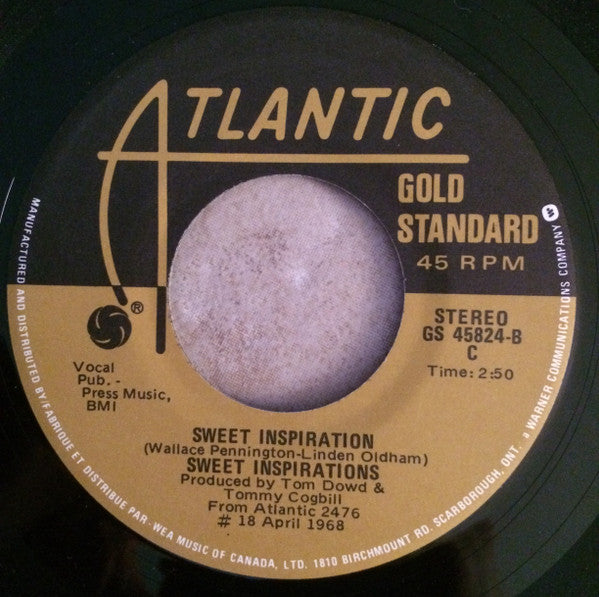 ATLANTIC
GOLD
STANDARD
45 RPM
®
STEREO
GS 45824-B
C
Time: 2:50
Vocal
Pub. -
Press Music,
BMI
SWEET INSPIRATION
(Wallace Pennington-Linden Oldham)
SWEET INSPIRATIONS
Produced by Tom Dowd &
Tommy Cogbill
From Atlantic 2476
# 18 April 1968
MANUFACTURED AND DISTRIBUTED BY/FABRIQUE ET DISTRIBUE PAR-WEA MUSIC OF CANADA, LTD. 1810 BIRCHMOUNT RD. SCARBOROUGH, ONT. a WARNER COMMUNICATIONS COMPANY